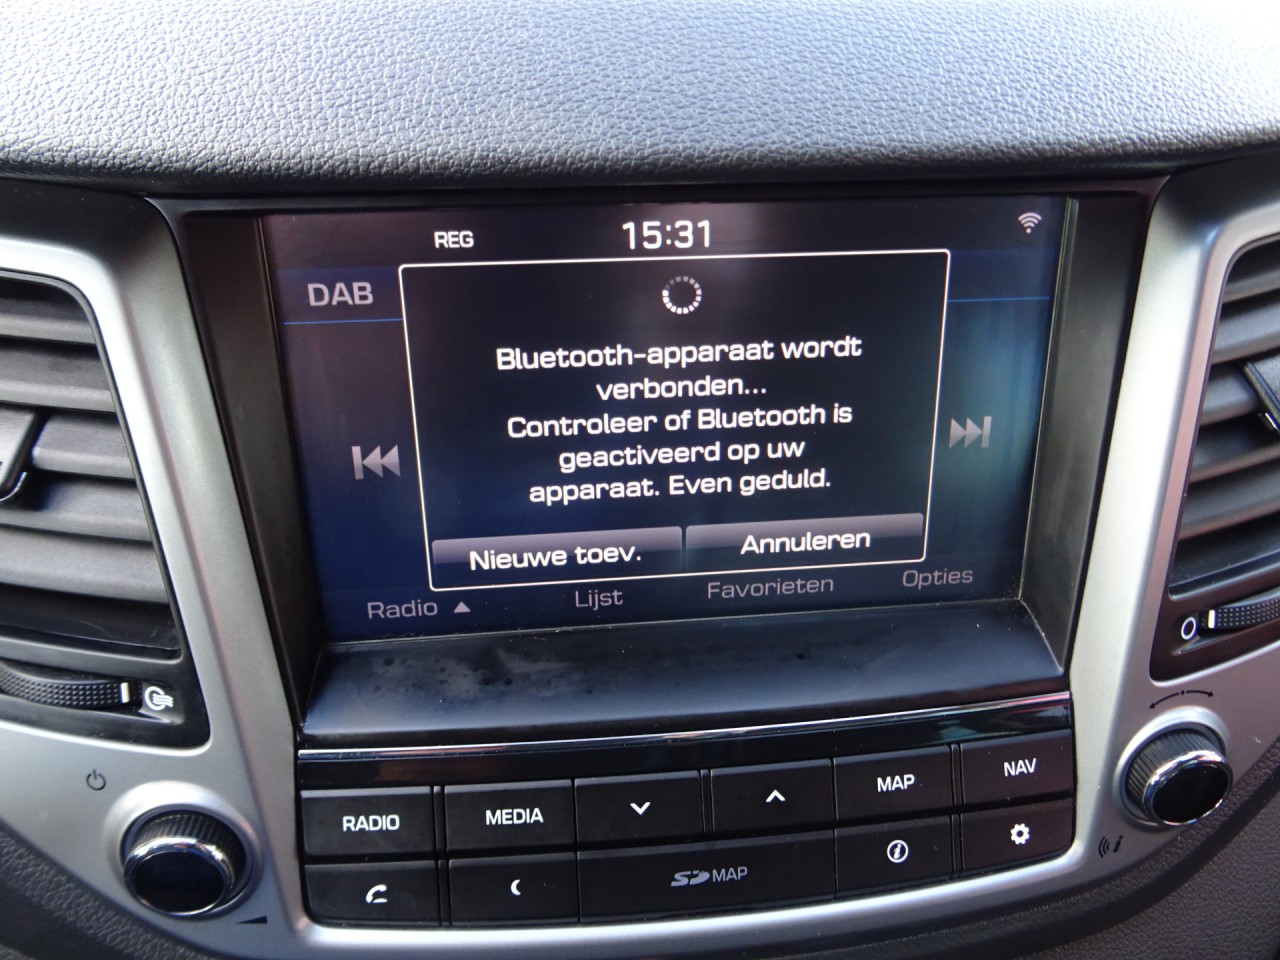 REG 15:31
DAB
Bluetooth-apparaat wordt
verbonden...
Controleer of Bluetooth is
geactiveerd op uw
apparaat. Even geduld.
Nieuwe toev. Annuleren
Radio Lijst Favorieten Opties
RADIO MEDIA MAP NAV
SD MAP